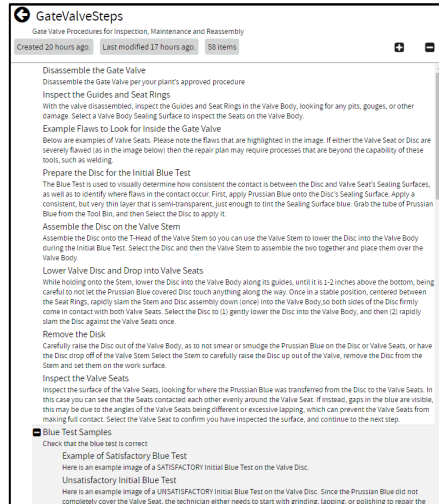 GateValveSteps
Gate Valve Procedures for Inspection, Maintenance and Reassembly
Created 20 hours ago. Last modified 17 hours ago. 58 items
Disassemble the Gate Valve
Disassemble the Gate Valve per your plant's approved procedure
Inspect the Guides and Seat Rings
With the valve disassembled, inspect the Guides and Seat Rings in the Valve Body, looking for any pits, gouges, or other
damage. Select a Valve Body Sealing Surface to inspect the Seats on the Valve Body.
Example Flaws to Look for Inside the Gate Valve
Below are examples of Valve Seats. Please note the flaws that are highlighted in the image. If either the Valve Seat or Disc are
severely flawed (as in the image below) then the repair plan may require processes that are beyond the capability of these
tools, such as welding.
Prepare the Disc for the Initial Blue Test
The Blue Test is used to visually determine how consistent the contact is between the Disc and Valve Seat's Sealing Surfaces,
as well as to identify where flaws in the contact occur. First, apply Prussian Blue onto the Disc's Sealing Surface. Apply a
consistent, but very thin layer that is semi-transparent, just enough to tint the Sealing Surface blue. Grab the tube of Prussian
Blue from the Tool Bin, and then Select the Disc to apply it.
Assemble the Disc on the Valve Stem
Assemble the Disc onto the T-Head of the Valve Stem so you can use the Valve Stem to lower the Disc into the Valve Body
during the Initial Blue Test. Select the Disc and then the Valve Stem to assemble the two together and place them over the
Valve Body.
Lower Valve Disc and Drop into Valve Seats
While holding onto the Stem, lower the Disc into the Valve Body along its guides, until it is 1-2 inches above the bottom, being
careful to not let the Prussian Blue covered Disc touch anything along the way. Once in a stable position, centered between
the Seat Rings, rapidly slam the Stem and Disc assembly down (once) into the Valve Body,so both sides of the Disc firmly
come in contact with both Valve Seats. Select the Disc to (1) gently lower the Disc into the Valve Body, and then (2) rapidly
slam the Disc against the Valve Seats once.
Remove the Disk
Carefully raise the Disc out of the Valve Body, as to not smear or smudge the Prussian Blue on the Disc or Valve Seats, or have
the Disc drop off of the Valve Stem Select the Stem to carefully raise the Disc up out of the Valve, remove the Disc from the
Stem and set them on the work surface.
Inspect the Valve Seats
Inspect the surface of the Valve Seats, looking for where the Prussian Blue was transferred from the Disc to the Valve Seats. In
this case you can see that the Seats contacted each other evenly around the Valve Seat. If instead, gaps in the blue are visible,
this may be due to the angles of the Valve Seats being different or excessive lapping, which can prevent the Valve Seats from
making full contact. Select the Valve Seat to confirm you have inspected the surface, and continue to the next step.
Blue Test Samples
Check that the blue test is correct
Example of Satisfactory Blue Test
Here is an example image of a SATISFACTORY Initial Blue Test on the Valve Disc.
Unsatisfactory Initial Blue Test
Here is an example image of a UNSATISFACTORY Initial Blue Test on the Valve Disc. Since the Prussian Blue did not
completely cover the Valve Seat, the technician either needs to start with grinding, lapping, or polishing to repair the